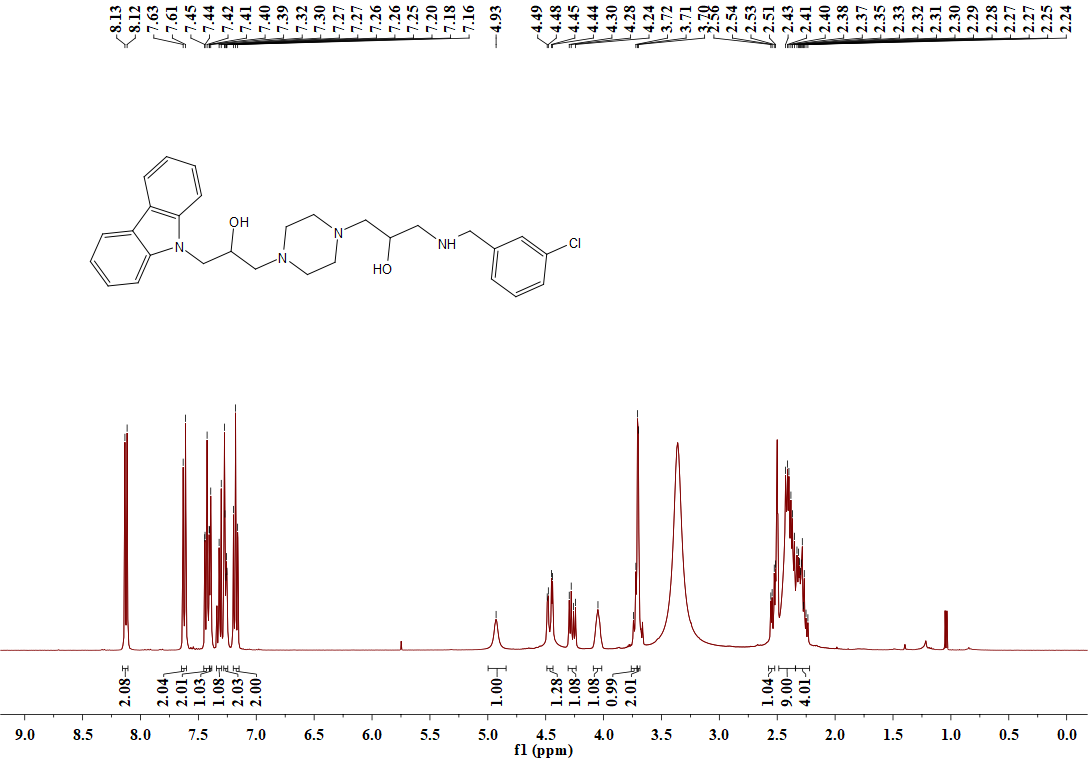 8.13 8.12 7.63 7.61 7.45 7.44 7.42 7.41 7.40 7.39 7.32 7.30 7.27 7.27 7.26 7.26 7.25 7.20 7.18 7.16 4.93 4.49 4.48 4.45 4.44 4.30 4.28 4.24 3.72 3.71 3.70 2.56 2.54 2.53 2.51 2.43 2.41 2.40 2.38 2.37 2.35 2.33 2.32 2.31 2.30 2.29 2.28 2.27 2.27 2.25 2.24
OH
N
N
N
HO
NH
Cl
2.08 2.04 2.01 1.03 1.08 2.03 2.00 1.00 1.28 1.08 1.08 0.99 2.01 1.04 9.00 4.01
9.0 8.5 8.0 7.5 7.0 6.5 6.0 5.5 5.0 4.5 4.0 3.5 3.0 2.5 2.0 1.5 1.0 0.5 0.0
f1 (ppm)